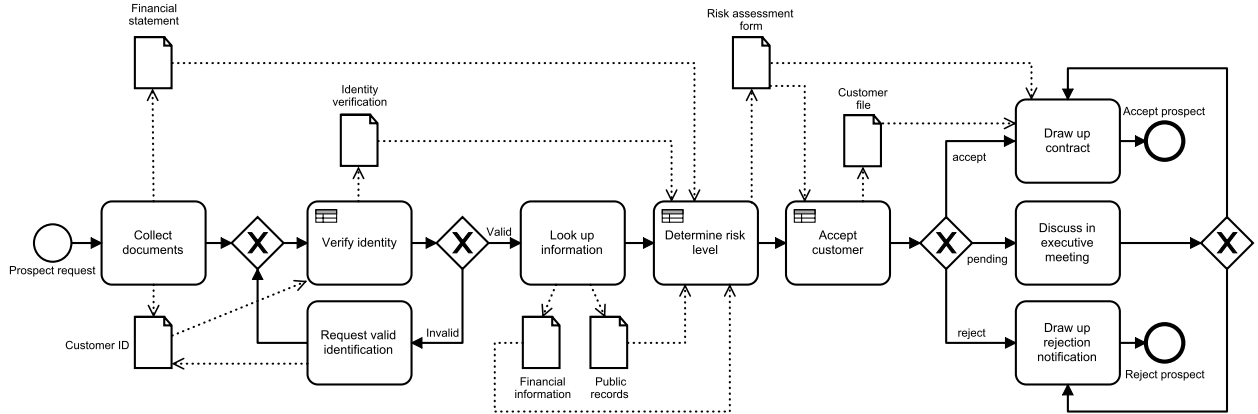 Financial
statement
Risk assessment
form
Identity
verification
Customer
file
Accept prospect
Draw up
contract
accept
Prospect request
Collect
documents
X
Verify identity
X
Valid
Look up
information
Determine risk
level
Accept
customer
X
pending
Discuss in
executive
meeting
X
Customer ID
Request valid
identification
Invalid
Financial
information
Public
records
reject
Draw up
rejection
notification
Reject prospect